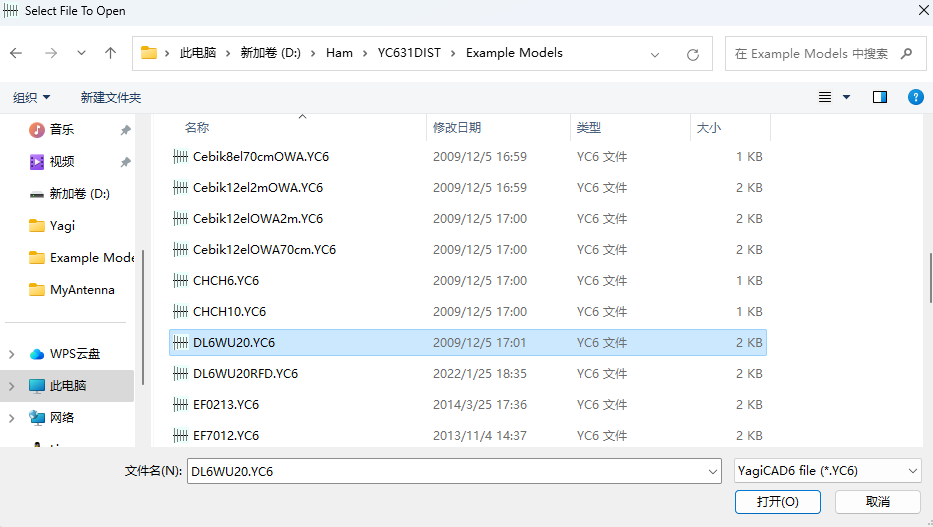 Select File To Open
此电脑 新加卷 (D:) Ham YC631DIST Example Models 在 Example Models 中搜索
组织 新建文件夹
名称 修改日期 类型 大小
音乐
视频
新加卷 (D:)
Yagi
Example Mode
MyAntenna
WPS云盘
此电脑
网络
Cebik8el70cmOWA.YC6 2009/12/5 16:59 YC6 文件 1 KB
Cebik12el2mOWA.YC6 2009/12/5 16:59 YC6 文件 2 KB
Cebik12elOWA2m.YC6 2009/12/5 17:00 YC6 文件 2 KB
Cebik12elOWA70cm.YC6 2009/12/5 17:00 YC6 文件 2 KB
CHCH6.YC6 2009/12/5 17:00 YC6 文件 1 KB
CHCH10.YC6 2009/12/5 17:00 YC6 文件 1 KB
DL6WU20.YC6 2009/12/5 17:01 YC6 文件 2 KB
DL6WU20RFD.YC6 2022/1/25 18:35 YC6 文件 2 KB
EF0213.YC6 2014/3/25 17:36 YC6 文件 2 KB
EF7012.YC6 2013/11/4 14:37 YC6 文件 2 KB
文件名(N): DL6WU20.YC6 YagiCAD6 file (*.YC6)
打开(O) 取消